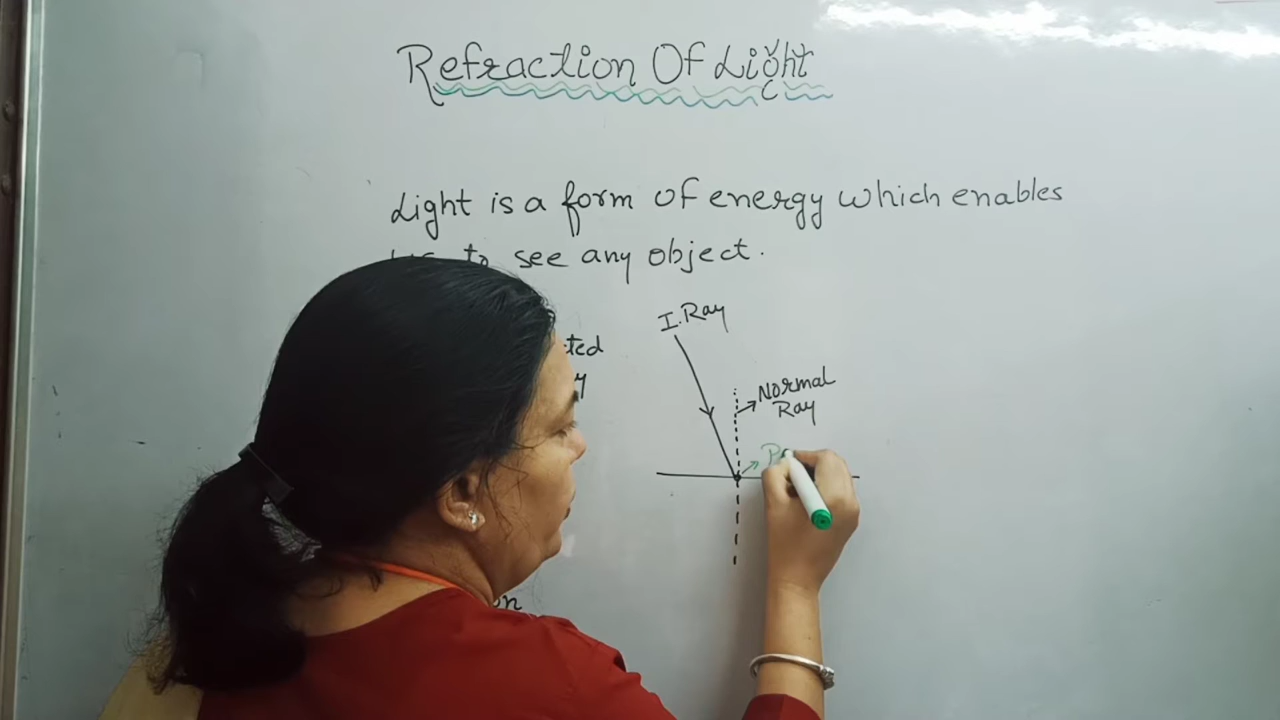 Refraction Of Light
Light is a form of energy which enables
to see any object.
I. Ray
Normal
Ray